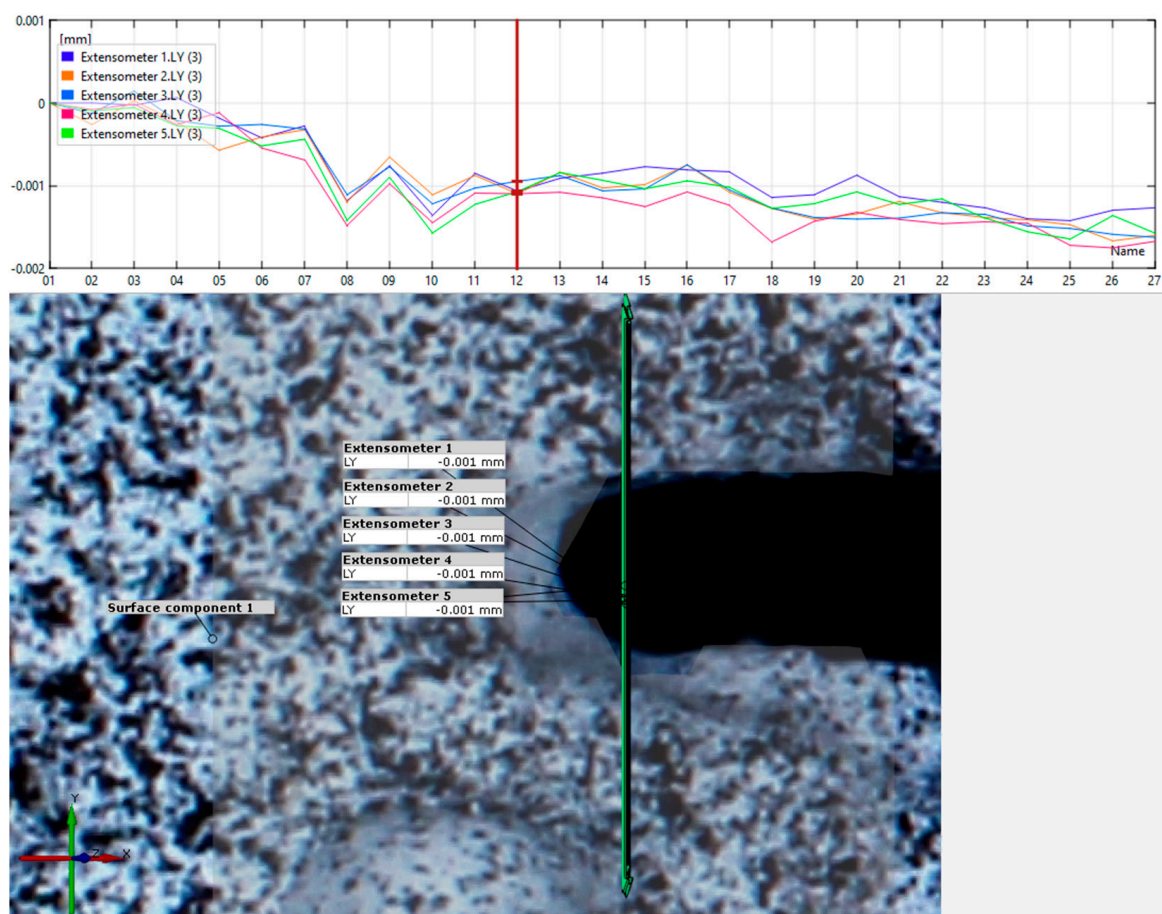 0.001
[mm]
Extensometer 1.LY (3)
Extensometer 2.LY (3)
0
Extensometer 3.LY (3)
Extensometer 4.LY (3)
Extensometer 5.LY (3)
-0.001
Name
-0.002
01 02 03 04 05 06 07 08 09 10 11 12 13 14 15 16 17 18 19 20 21 22 23 24 25 26 27
Extensometer 1
LY -0.001 mm
Extensometer 2
LY -0.001 mm
Extensometer 3
LY -0.001 mm
Extensometer 4
LY -0.001 mm
Extensometer 5
LY -0.001 mm
Surface component 1
Y
Z X